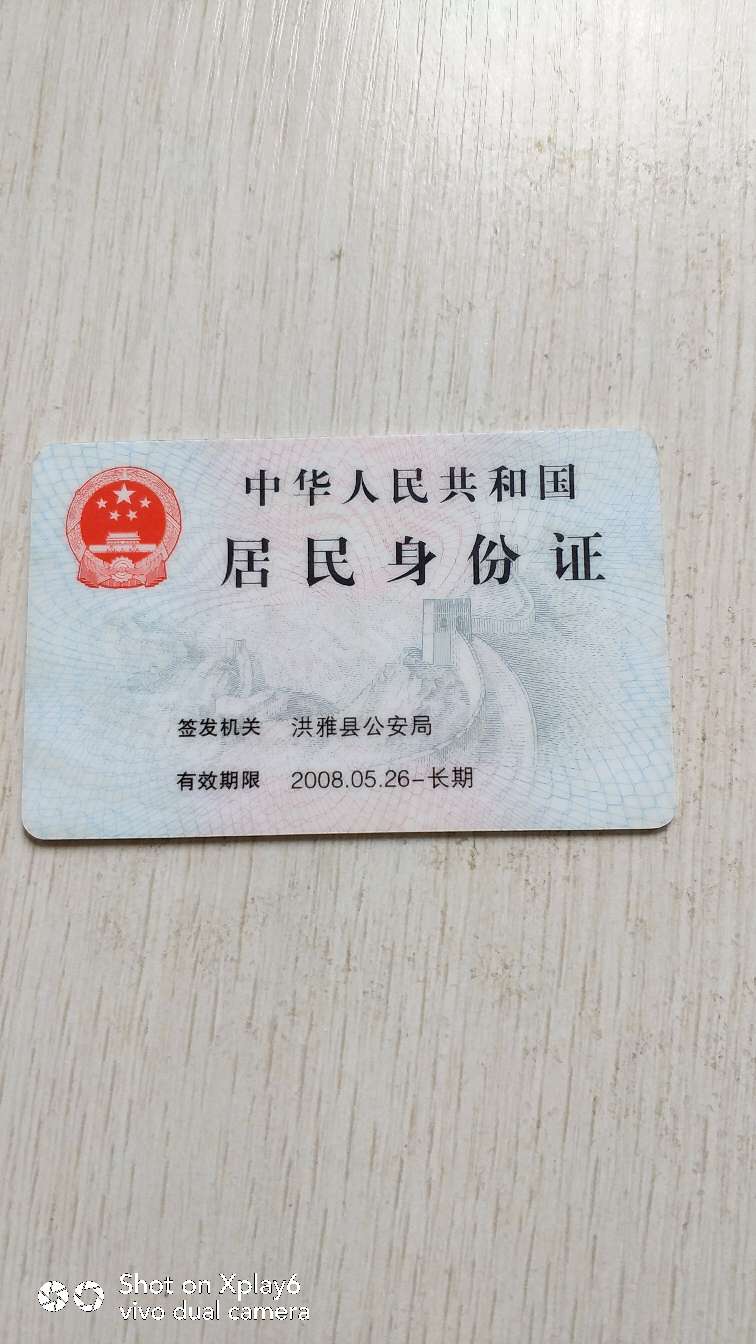 中华人民共和国
居民身份证
签发机关 洪雅县公安局
有效期限 2008.05.26-长期
Shot on Xplay6
vivo dual camera